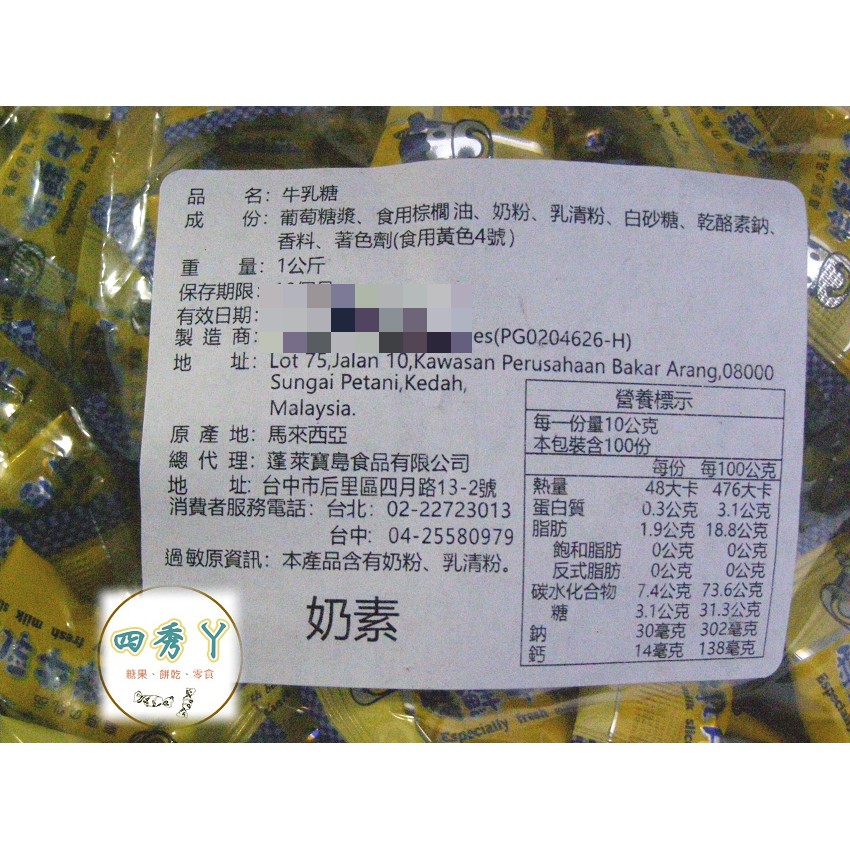 品 名: 牛乳糖
成 份: 葡萄糖漿、食用棕櫚油、奶粉、乳清粉、白砂糖、乾酪素鈉、
香料、著色劑(食用黃色4號)
重 量: 1公斤
保存期限:
有效日期:
製 造 商: es(PG0204626-H)
地 址: Lot 75,Jalan 10,Kawasan Perusahaan Bakar Arang,08000
Sungai Petani,Kedah,
Malaysia.
原 產 地: 馬來西亞
總 代 理: 蓬萊寶島食品有限公司
地 址: 台中市后里區四月路13-2號
消費者服務電話: 台北: 02-22723013
台中: 04-25580979
過敏原資訊: 本產品含有奶粉、乳清粉。
奶素
營養標示
每一份量10公克
本包裝含100份
每份 每100公克
熱量 48大卡 476大卡
蛋白質 0.3公克 3.1公克
脂肪 1.9公克 18.8公克
飽和脂肪 0公克 0公克
反式脂肪 0公克 0公克
碳水化合物 7.4公克 73.6公克
糖 3.1公克 31.3公克
鈉 30毫克 302毫克
鈣 14毫克 138毫克
四秀丫
糖果・餅乾・零食
Especially fresh
fresh milk
Especially fresh